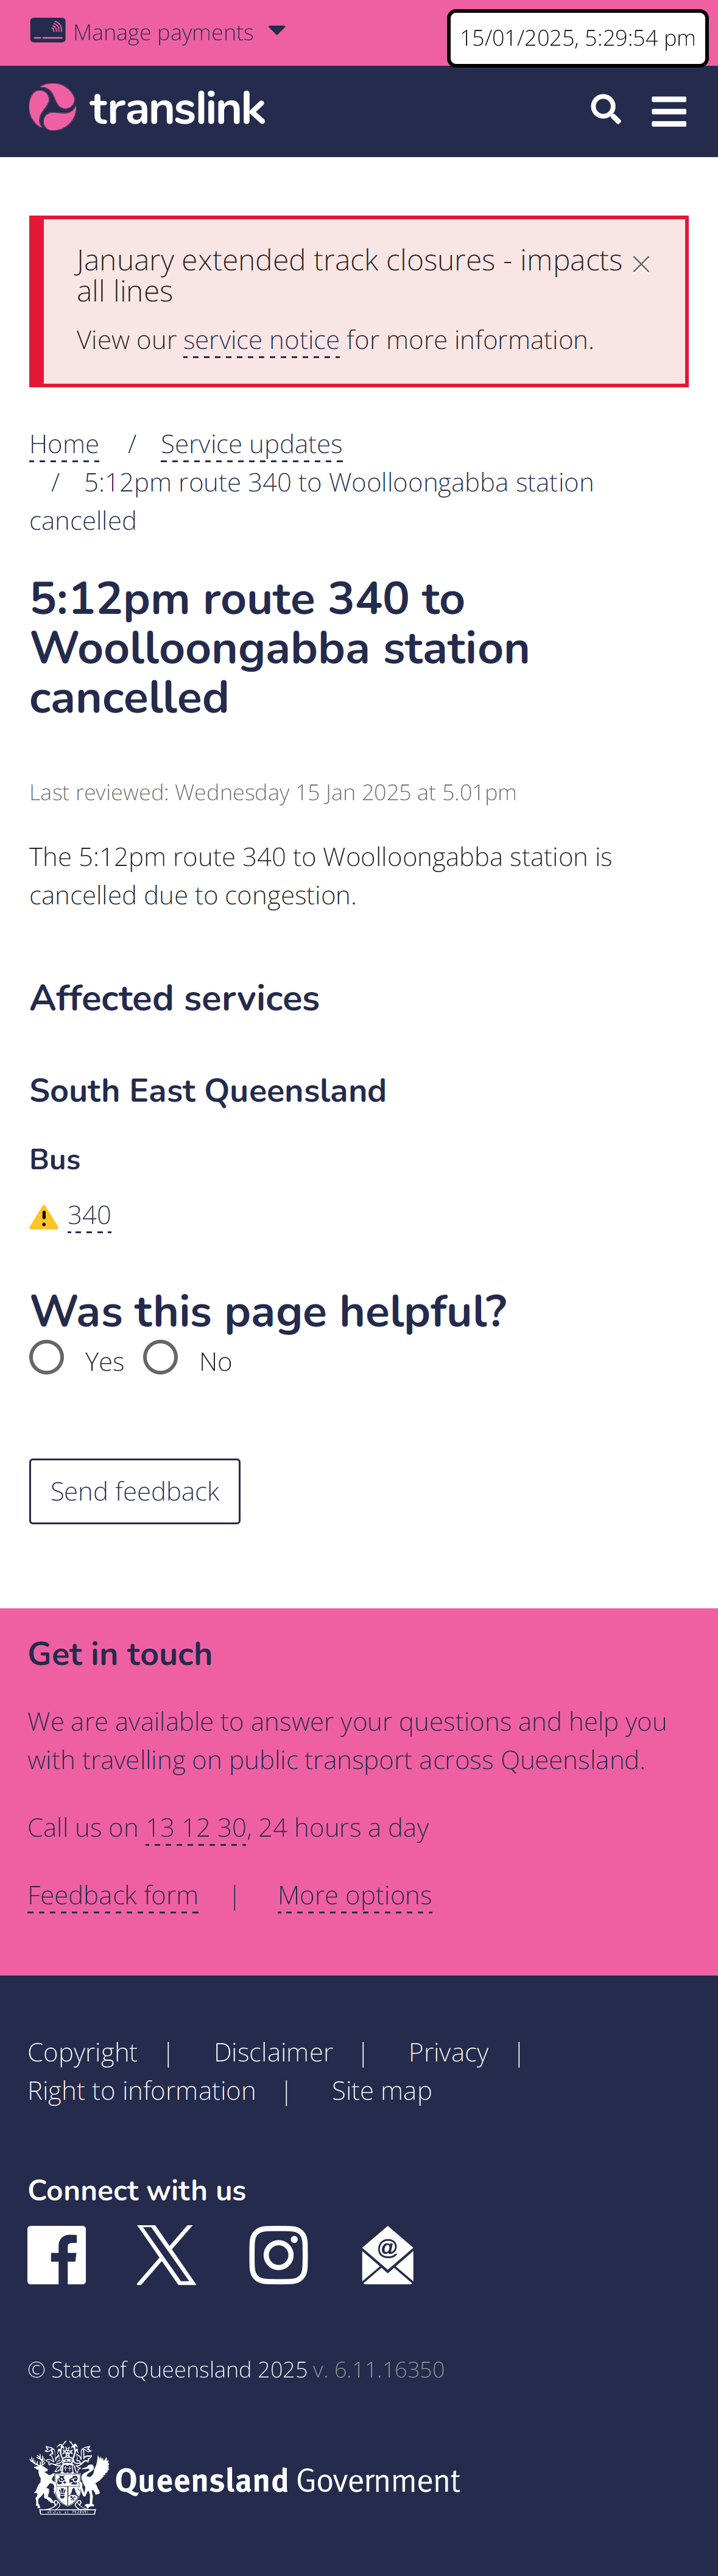 Manage payments
15/01/2025, 5:29:54 pm
translink
January extended track closures - impacts
all lines
View our service notice for more information.
Home / Service updates
/ 5:12pm route 340 to Woolloongabba station
cancelled
5:12pm route 340 to
Woolloongabba station
cancelled
Last reviewed: Wednesday 15 Jan 2025 at 5.01pm
The 5:12pm route 340 to Woolloongabba station is
cancelled due to congestion.
Affected services
South East Queensland
Bus
340
Was this page helpful?
Yes No
Send feedback
Get in touch
We are available to answer your questions and help you
with travelling on public transport across Queensland.
Call us on 13 12 30, 24 hours a day
Feedback form | More options
Copyright | Disclaimer | Privacy |
Right to information | Site map
Connect with us
© State of Queensland 2025 v. 6.11.16350
Queensland Government